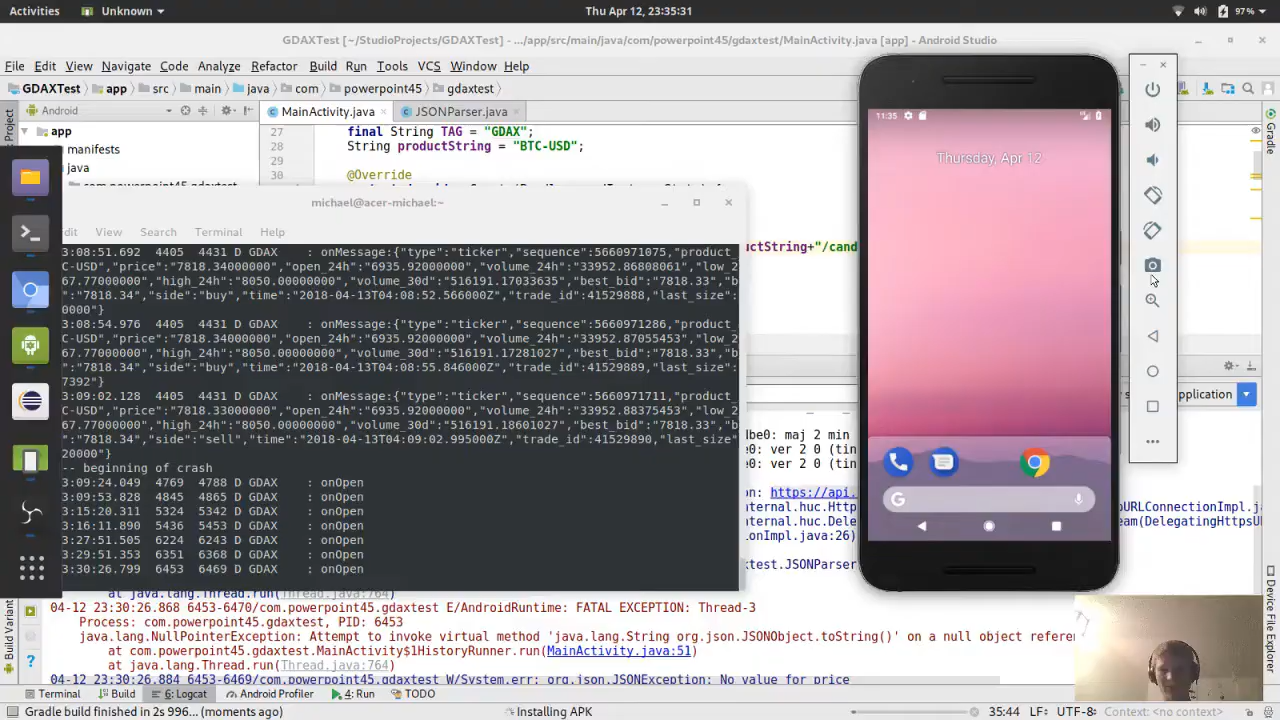 Activities
Unknown
Thu Apr 12, 23:35:31
97%
GDAXTest [~/StudioProjects/GDAXTest] - .../app/src/main/java/com/powerpoint45/gdaxtest/MainActivity.java [app] - Android Studio
File Edit View Navigate Code Analyze Refactor Build Run Tools VCS Window Help
GDAXTest app src main java com powerpoint45 gdaxtest
Android
MainActivity.java
JSONParser.java
1: Project
Gradle
app
manifests
java
27 final String TAG = "GDAX";
28 String productString = "BTC-USD";
29
30 @Override
ductString+"/cand
michael@acer-michael:~
View Search Terminal Help
3:08:51.692 4405 4431 D GDAX : onMessage:{"type":"ticker","sequence":5660971075,"product_
C-USD","price":"7818.34000000","open_24h":"6935.92000000","volume_24h":"33952.86808061","low_2
67.77000000","high_24h":"8050.00000000","volume_30d":"516191.17033635","best_bid":"7818.33","b
:"7818.34","side":"buy","time":"2018-04-13T04:08:52.566000Z","trade_id":41529888,"last_size":
0000"}
3:08:54.976 4405 4431 D GDAX : onMessage:{"type":"ticker","sequence":5660971286,"product_
C-USD","price":"7818.34000000","open_24h":"6935.92000000","volume_24h":"33952.87055453","low_2
67.77000000","high_24h":"8050.00000000","volume_30d":"516191.17281027","best_bid":"7818.33","b
:"7818.34","side":"buy","time":"2018-04-13T04:08:55.846000Z","trade_id":41529889,"last_size":
7392"}
3:09:02.128 4405 4431 D GDAX : onMessage:{"type":"ticker","sequence":5660971711,"product_
C-USD","price":"7818.33000000","open_24h":"6935.92000000","volume_24h":"33952.88375453","low_2
67.77000000","high_24h":"8050.00000000","volume_30d":"516191.18601027","best_bid":"7818.33","b
:"7818.34","side":"sell","time":"2018-04-13T04:09:02.995000Z","trade_id":41529890,"last_size"
20000"}
-- beginning of crash
3:09:24.049 4769 4788 D GDAX : onOpen
3:09:53.828 4845 4865 D GDAX : onOpen
3:15:20.311 5324 5342 D GDAX : onOpen
3:16:11.890 5436 5453 D GDAX : onOpen
3:27:51.505 6224 6243 D GDAX : onOpen
3:29:51.353 6351 6368 D GDAX : onOpen
3:30:26.799 6453 6469 D GDAX : onOpen
11:35
Thursday, Apr 12
G
application
dbe0: maj 2 min
be0: ver 2 0 (tin
be0: ver 2 0 (tin
on: https://api.
ternal.huc.Http
URLConnectionImpl.j
ternal.huc.Dele
ream(DelegatingHttpsU
ionImpl.java:26)
xtest.JSONParser
at java.lang.Thread.run(Thread.java:764)
04-12 23:30:26.868 6453-6470/com.powerpoint45.gdaxtest E/AndroidRuntime: FATAL EXCEPTION: Thread-3
Process: com.powerpoint45.gdaxtest, PID: 6453
java.lang.NullPointerException: Attempt to invoke virtual method 'java.lang.String org.json.JSONObject.toString()' on a null object refere
at com.powerpoint45.gdaxtest.MainActivity$1HistoryRunner.run(MainActivity.java:51)
at java.lang.Thread.run(Thread.java:764)
04-12 23:30:26.868 6453-6469/com.powerpoint45.gdaxtest W/System.err: org.json.JSONException: No value for price
Build Variants
Device File Explorer
Terminal Build 6: Logcat Android Profiler 4: Run TODO
Gradle build finished in 2s 996... (moments ago)
Installing APK
35:44 LF÷ UTF-8÷ Context: <no context>